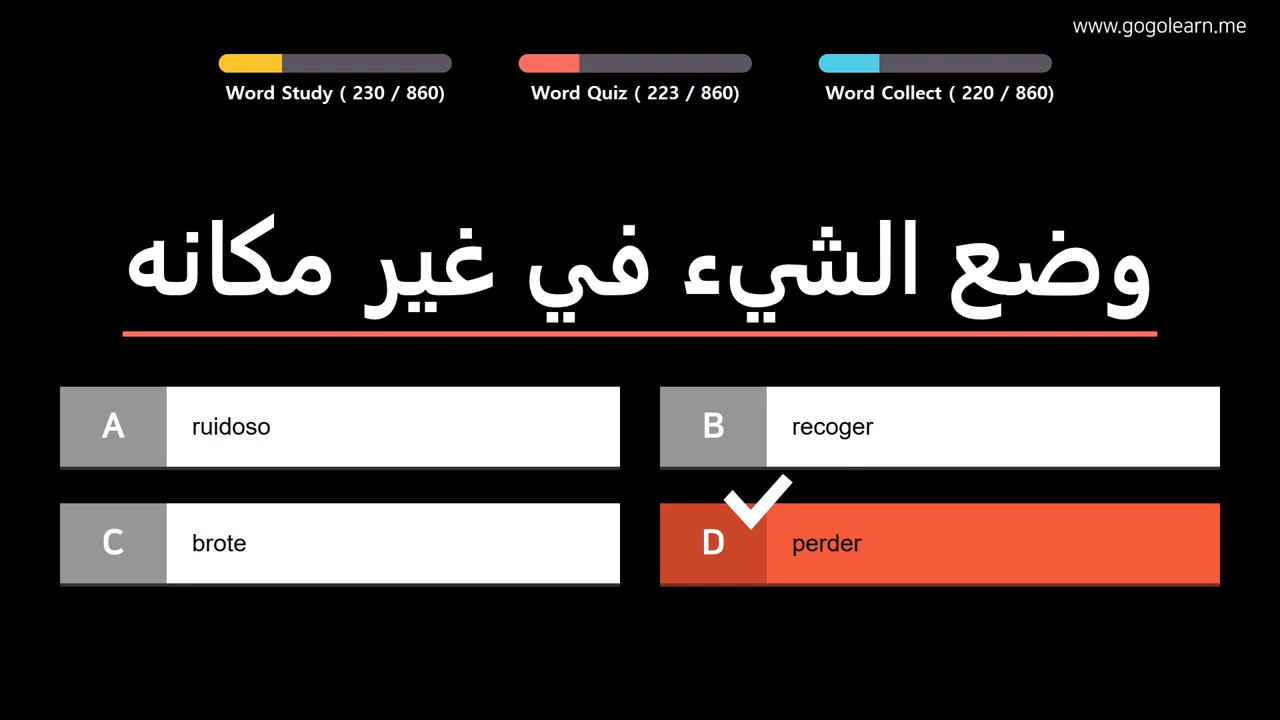 www.gogolearn.me
Word Study ( 230 / 860)
Word Quiz ( 223 / 860)
Word Collect ( 220 / 860)
وضع الشيء في غير مكانه
A ruidoso
B recoger
C brote
D perder